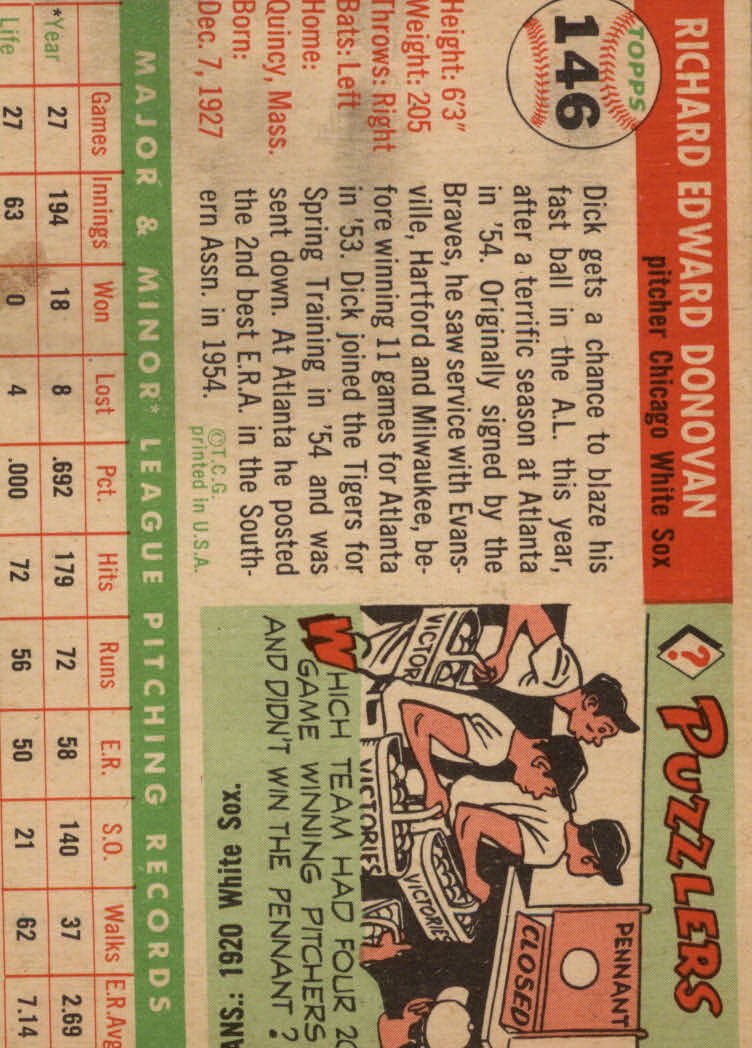 TOPPS
146
RICHARD EDWARD DONOVAN
pitcher Chicago White Sox
Height: 6'3"
Weight: 205
Throws: Right
Bats: Left
Home:
Quincy, Mass.
Born:
Dec. 7, 1927
Dick gets a chance to blaze his
fast ball in the A.L. this year,
after a terrific season at Atlanta
in '54. Originally signed by the
Braves, he saw service with Evans-
ville, Hartford and Milwaukee, be-
fore winning 11 games for Atlanta
in '53. Dick joined the Tigers for
Spring Training in '54 and was
sent down. At Atlanta he posted
the 2nd best E.R.A. in the South-
ern Assn. in 1954.
©T.C.G.
printed in U.S.A.
? PUZZLERS
PENNANT
CLOSED
VICTOR
VICTORIES
VICTORIES
WHICH TEAM HAD FOUR 20
GAME WINNING PITCHERS
AND DIDN'T WIN THE PENNANT?
ANS.: 1920 White Sox.
MAJOR & MINOR* LEAGUE PITCHING RECORDS
Games Innings Won Lost Pct. Hits Runs E.R. S.O. Walks E.R.Avg
*Year 27 194 18 8 .692 179 72 58 140 37 2.69
Life 27 63 0 4 .000 72 56 50 21 62 7.14